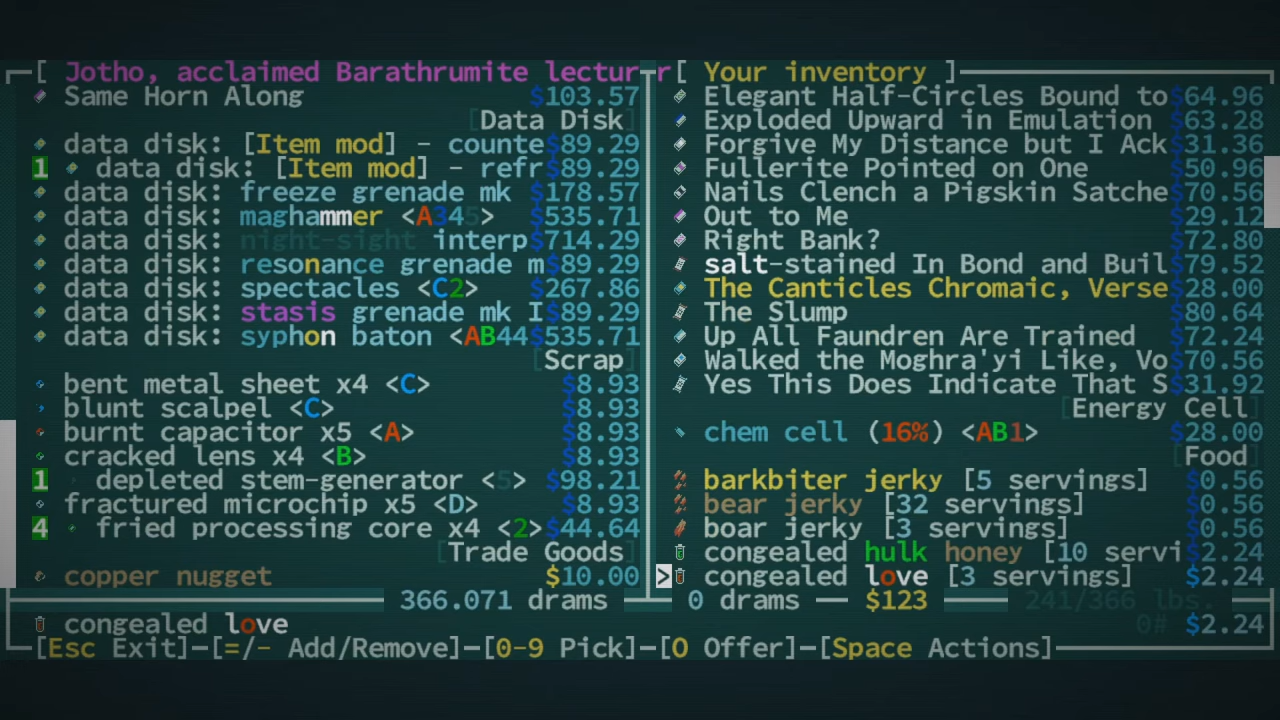 [ Jotho, acclaimed Barathrumite lectur
Same Horn Along $103.57
[Data Disk]
data disk: [Item mod] - counte$89.29
1 data disk: [Item mod] - refr$89.29
data disk: freeze grenade mk $178.57
data disk: maghammer <A345> $535.71
data disk: night-sight interp$714.29
data disk: resonance grenade m$89.29
data disk: spectacles <C2> $267.86
data disk: stasis grenade mk I$89.29
data disk: syphon baton <AB44$535.71
[Scrap]
bent metal sheet x4 <C> $8.93
blunt scalpel <C> $8.93
burnt capacitor x5 <A> $8.93
cracked lens x4 <B> $8.93
1 depleted stem-generator <5> $98.21
fractured microchip x5 <D> $8.93
4 fried processing core x4 <2>$44.64
[Trade Goods]
copper nugget $10.00
366.071 drams
r[ Your inventory ]
Elegant Half-Circles Bound to$64.96
Exploded Upward in Emulation $63.28
Forgive My Distance but I Ack$31.36
Fullerite Pointed on One $50.96
Nails Clench a Pigskin Satche$70.56
Out to Me $29.12
Right Bank? $72.80
salt-stained In Bond and Buil$79.52
The Canticles Chromaic, Verse$28.00
The Slump $80.64
Up All Faundren Are Trained $72.24
Walked the Moghra'yi Like, Vo$70.56
Yes This Does Indicate That S$31.92
[Energy Cell]
chem cell (16%) <AB1> $28.00
[Food]
barkbiter jerky [5 servings] $0.56
bear jerky [32 servings] $0.56
boar jerky [3 servings] $0.56
congealed hulk honey [10 servi$2.24
> congealed love [3 servings] $2.24
0 drams — $123 241/366 lbs.
congealed love 0# $2.24
[Esc Exit]-[=/- Add/Remove]-[0-9 Pick]-[O Offer]-[Space Actions]